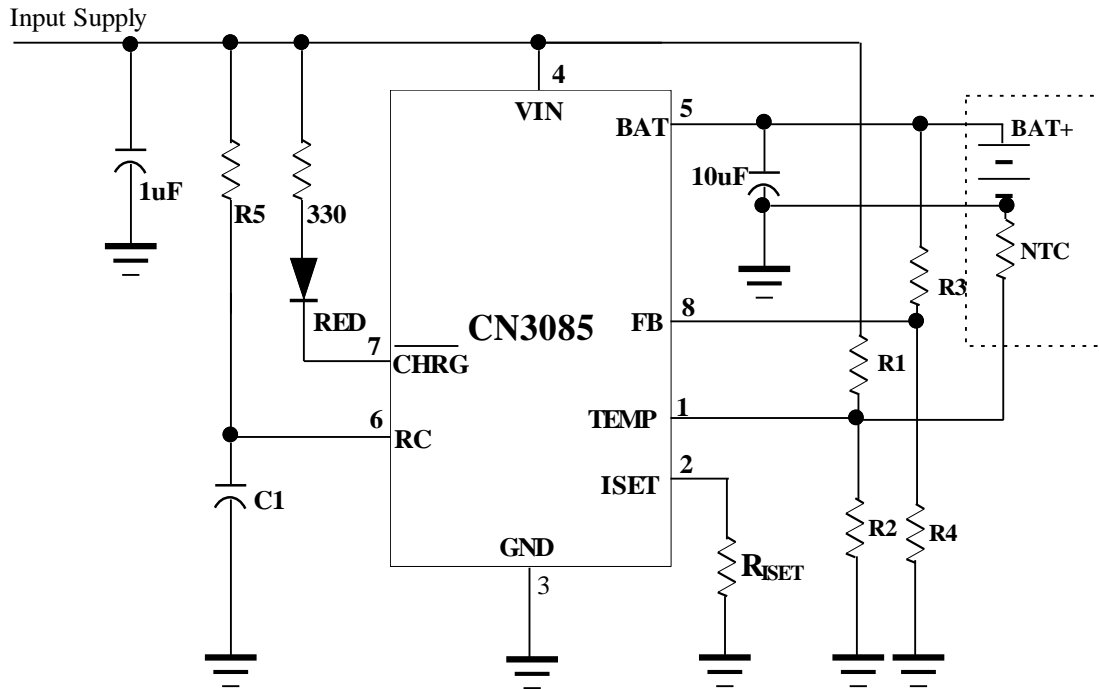 Input Supply
4
VIN
5
BAT
BAT+
1uF
R5
330
10uF
NTC
R3
RED
CN3085
8
FB
7
CHRG
R1
1
TEMP
6
RC
2
ISET
C1
R2
R4
GND
RISET
3